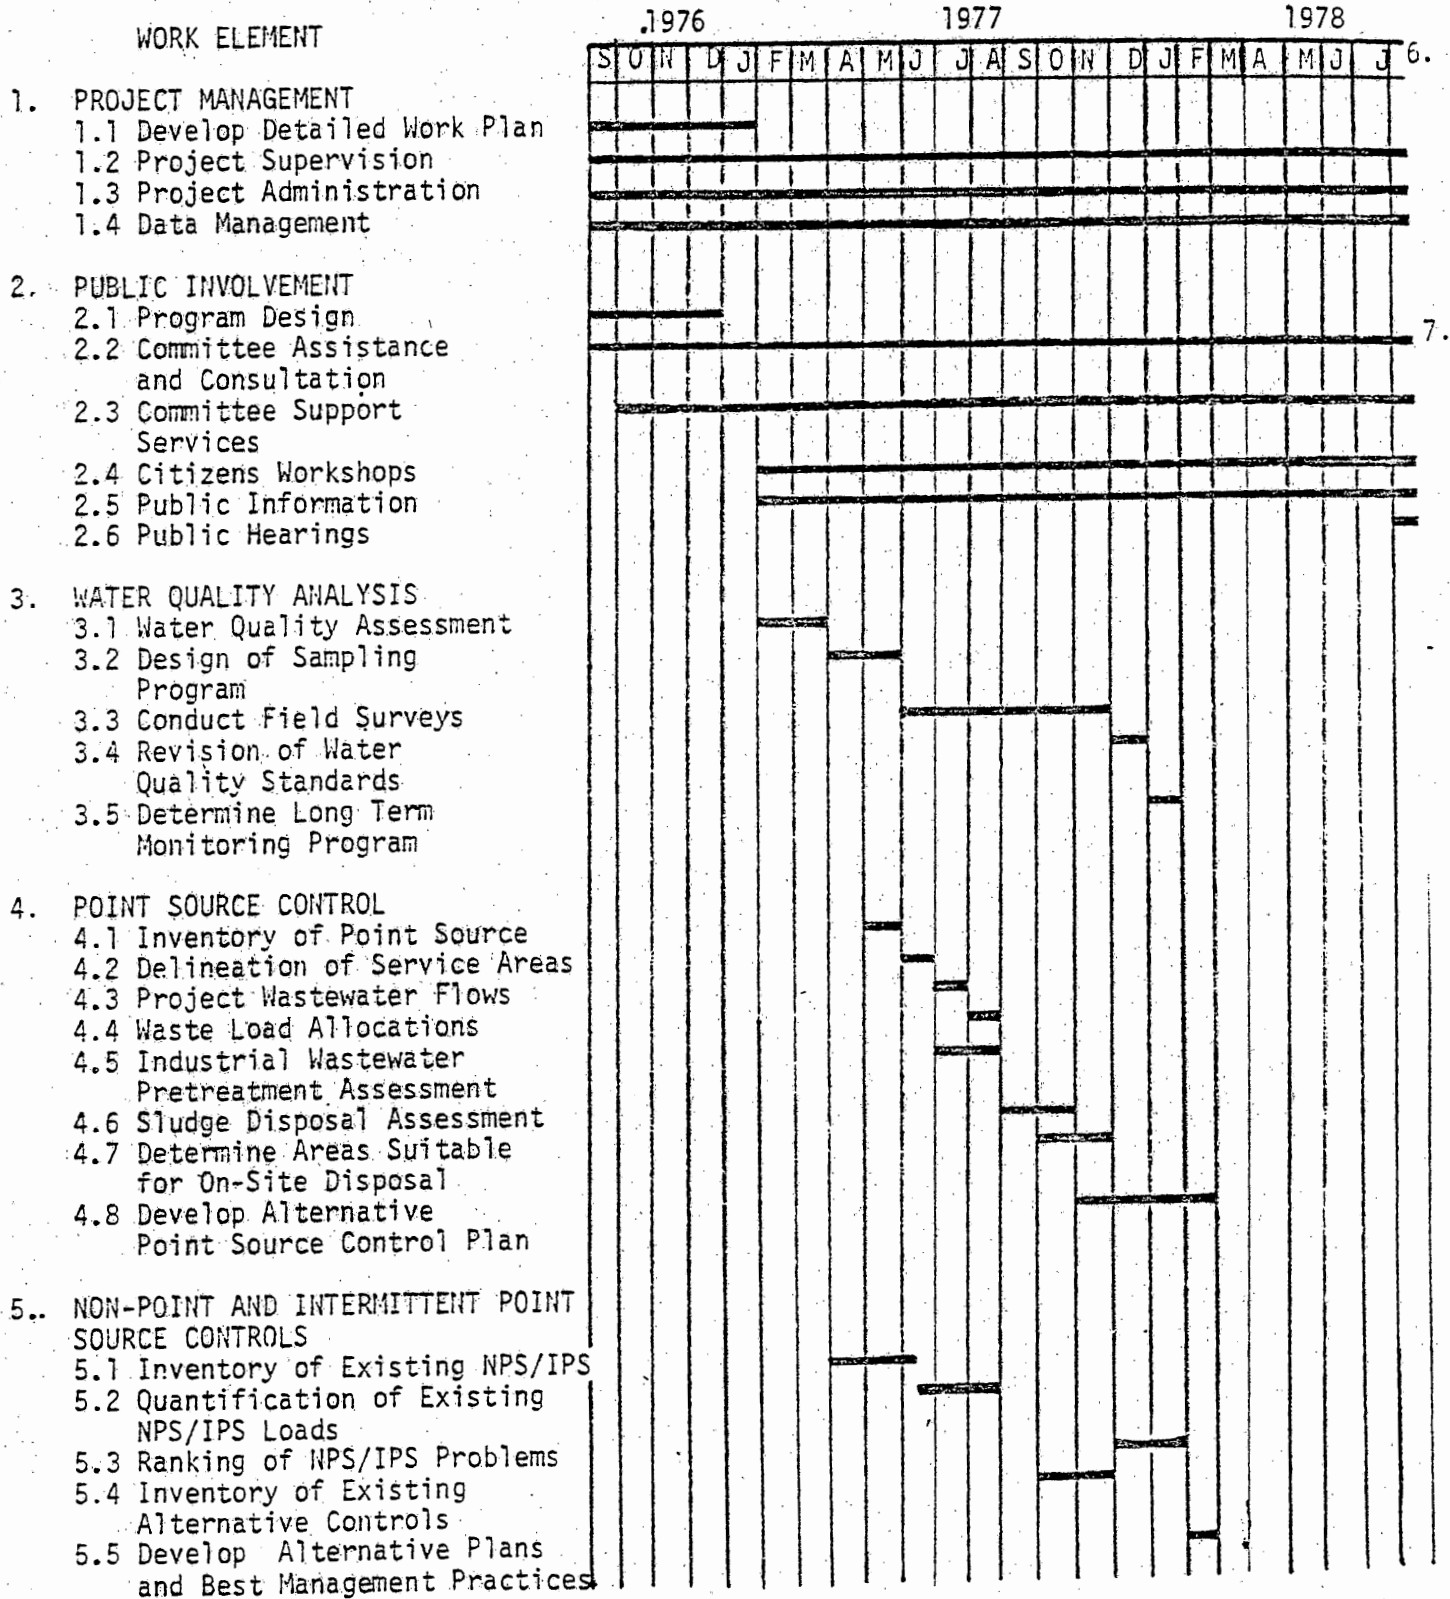 1976 1977 1978
WORK ELEMENT
S O N D J F M A M J J A S O N D J F M A M J J 6.
1. PROJECT MANAGEMENT
1.1 Develop Detailed Work Plan
1.2 Project Supervision
1.3 Project Administration
1.4 Data Management
2. PUBLIC INVOLVEMENT
2.1 Program Design
2.2 Committee Assistance
7.
and Consultation
2.3 Committee Support
Services
2.4 Citizens Workshops
2.5 Public Information
2.6 Public Hearings
3. WATER QUALITY ANALYSIS
3.1 Water Quality Assessment
3.2 Design of Sampling
Program
3.3 Conduct Field Surveys
3.4 Revision of Water
Quality Standards
3.5 Determine Long Term
Monitoring Program
4. POINT SOURCE CONTROL
4.1 Inventory of Point Source
4.2 Delineation of Service Areas
4.3 Project Wastewater Flows
4.4 Waste Load Allocations
4.5 Industrial Wastewater
Pretreatment Assessment
4.6 Sludge Disposal Assessment
4.7 Determine Areas Suitable
for On-Site Disposal
4.8 Develop Alternative
Point Source Control Plan
5.. NON-POINT AND INTERMITTENT POINT
SOURCE CONTROLS
5.1 Inventory of Existing NPS/IPS
5.2 Quantification of Existing
NPS/IPS Loads
5.3 Ranking of NPS/IPS Problems
5.4 Inventory of Existing
Alternative Controls
5.5 Develop Alternative Plans
and Best Management Practices